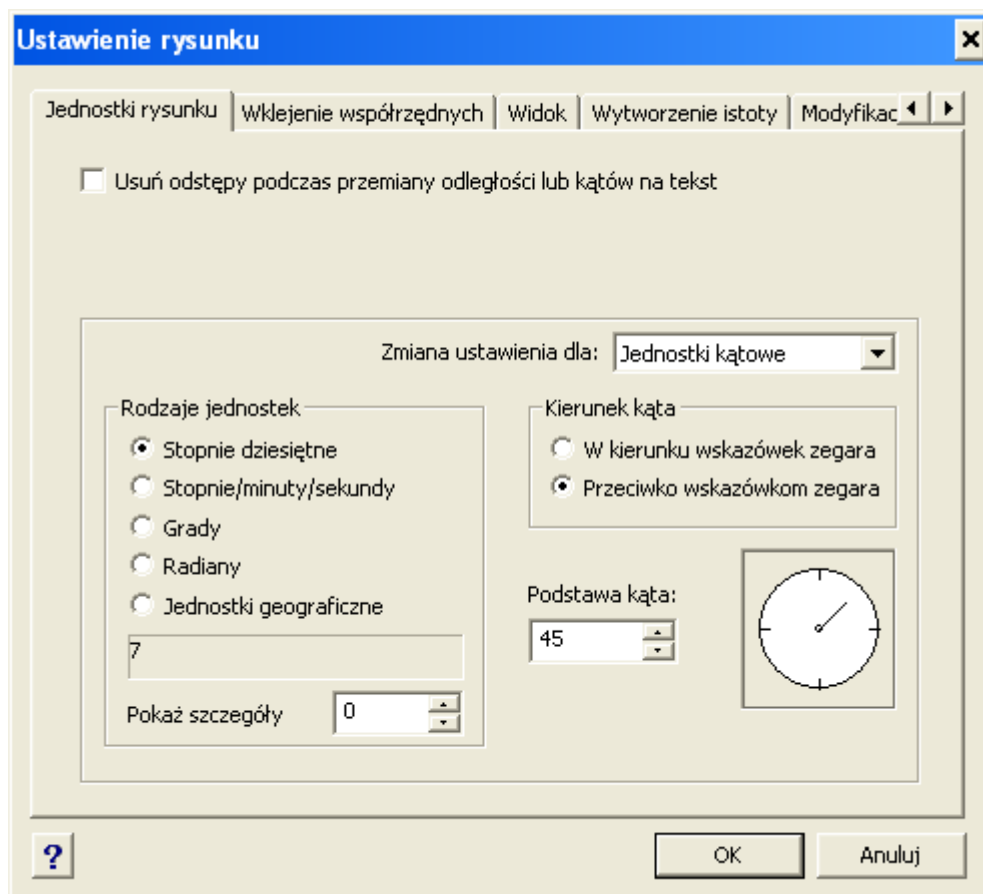 Ustawienie rysunku
Jednostki rysunku Wklejenie współrzędnych Widok Wytworzenie istoty Modyfikac
Usuń odstępy podczas przemiany odległości lub kątów na tekst
Zmiana ustawienia dla: Jednostki kątowe
Rodzaje jednostek
Stopnie dziesiętne
Stopnie/minuty/sekundy
Grady
Radiany
Jednostki geograficzne
7
Pokaż szczegóły 0
Kierunek kąta
W kierunku wskazówek zegara
Przeciwko wskazówkom zegara
Podstawa kąta:
45
?
OK
Anuluj